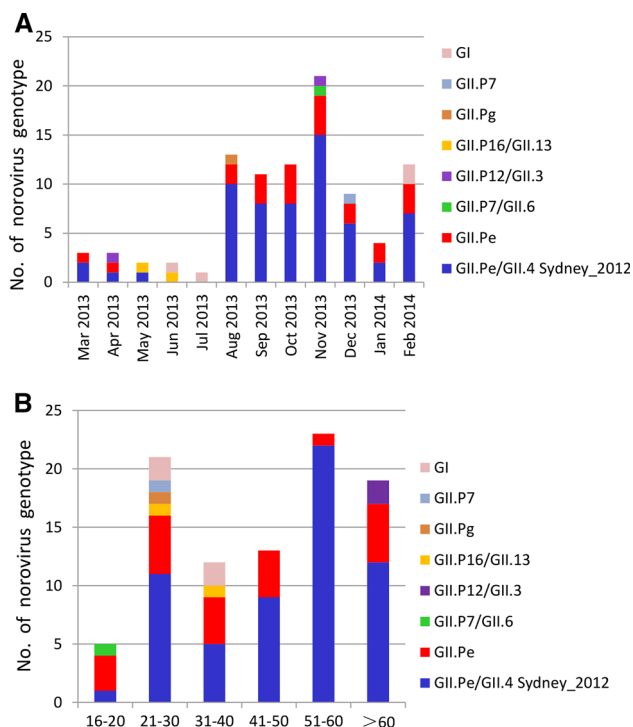 A
No. of norovirus genotype
25
20
15
10
5
0
Mar 2013
Apr 2013
May 2013
Jun 2013
Jul 2013
Aug 2013
Sep 2013
Oct 2013
Nov 2013
Dec 2013
Jan 2014
Feb 2014
GI
GII.P7
GII.Pg
GII.P16/GII.13
GII.P12/GII.3
GII.P7/GII.6
GII.Pe
GII.Pe/GII.4 Sydney_2012
B
No. of norovirus genotype
25
20
15
10
5
0
16-20
21-30
31-40
41-50
51-60
>60
GI
GII.P7
GII.Pg
GII.P16/GII.13
GII.P12/GII.3
GII.P7/GII.6
GII.Pe
GII.Pe/GII.4 Sydney_2012